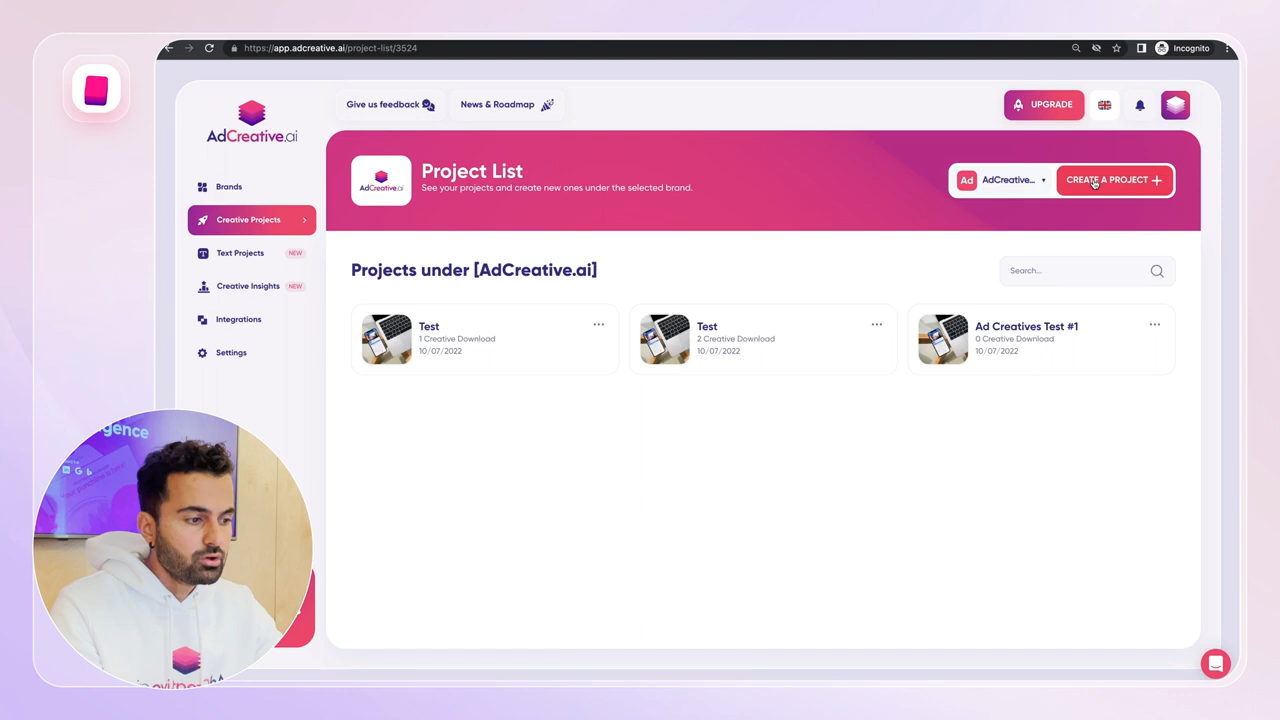 https://app.adcreative.ai/project-list/3524
Incognito
AdCreative.ai
Give us feedback
News & Roadmap
UPGRADE
Brands
Creative Projects
Text Projects NEW
Creative Insights NEW
Integrations
Settings
AdCreative.ai
Project List
See your projects and create new ones under the selected brand.
Ad AdCreative...
CREATE A PROJECT
Projects under [AdCreative.ai]
Search...
Test
1 Creative Download
10/07/2022
Test
2 Creative Download
10/07/2022
Ad Creatives Test #1
0 Creative Download
10/07/2022